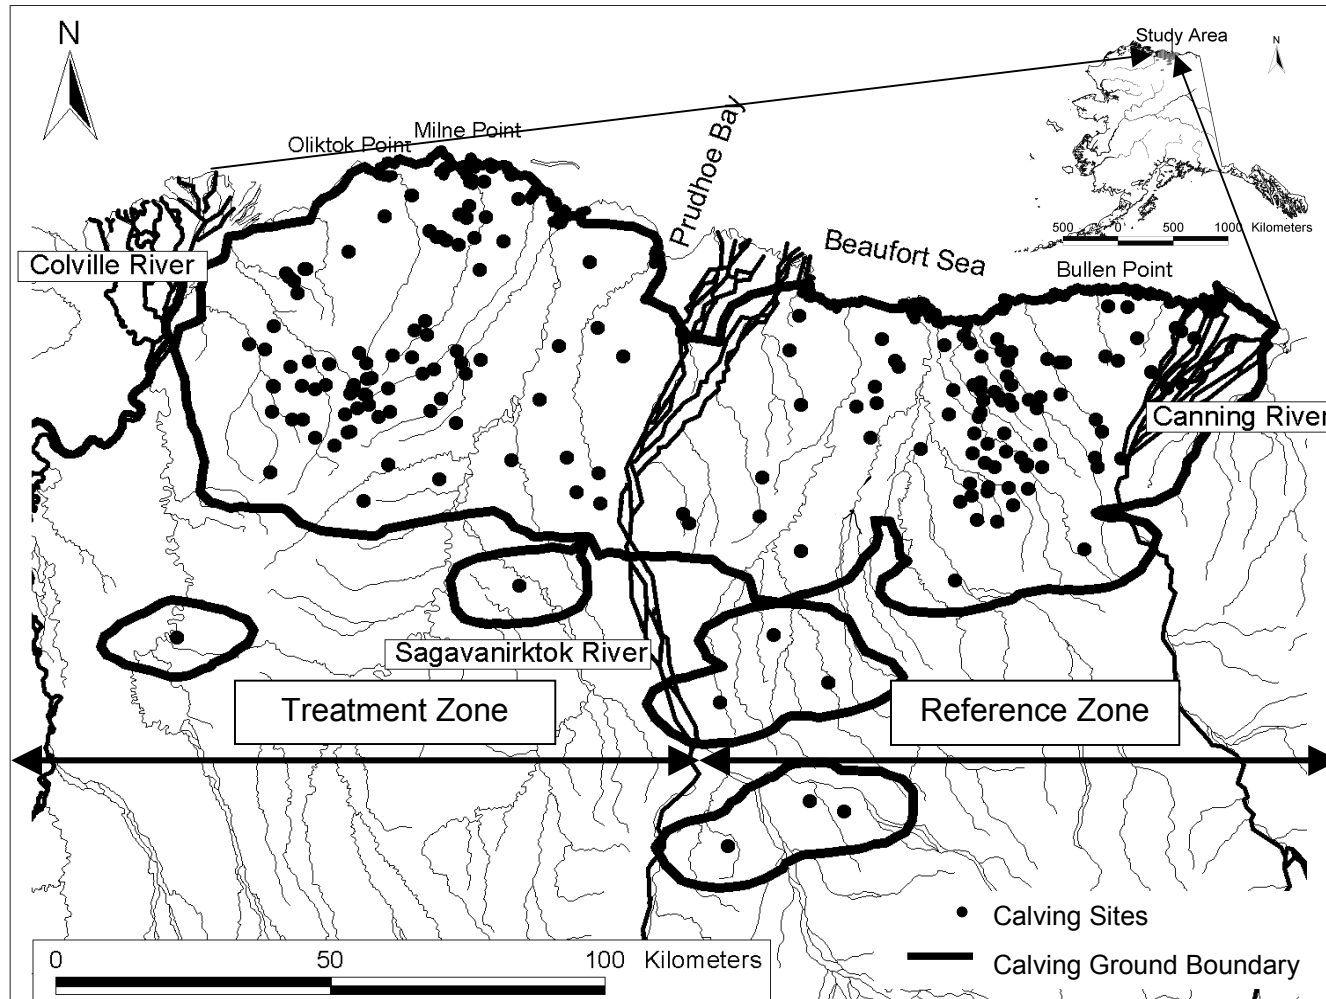 N
Study Area
N
Milne Point
Oliktok Point
Prudhoe Bay
500 0 500 1000 Kilometers
Beaufort Sea
Bullen Point
Colville River
Canning River
Sagavanirktok River
Treatment Zone
Reference Zone
Calving Sites
0 50 100 Kilometers
Calving Ground Boundary